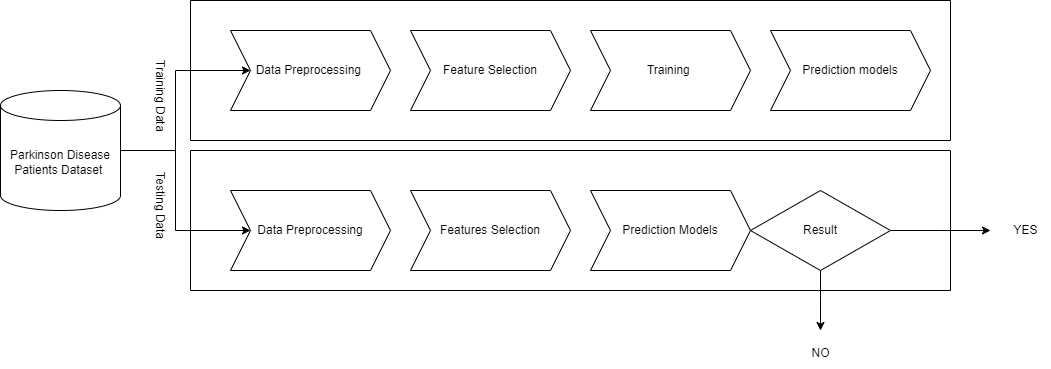 Parkinson Disease
Patients Dataset
Training Data
Data Preprocessing
Feature Selection
Training
Prediction models
Testing Data
Data Preprocessing
Features Selection
Prediction Models
Result
YES
NO